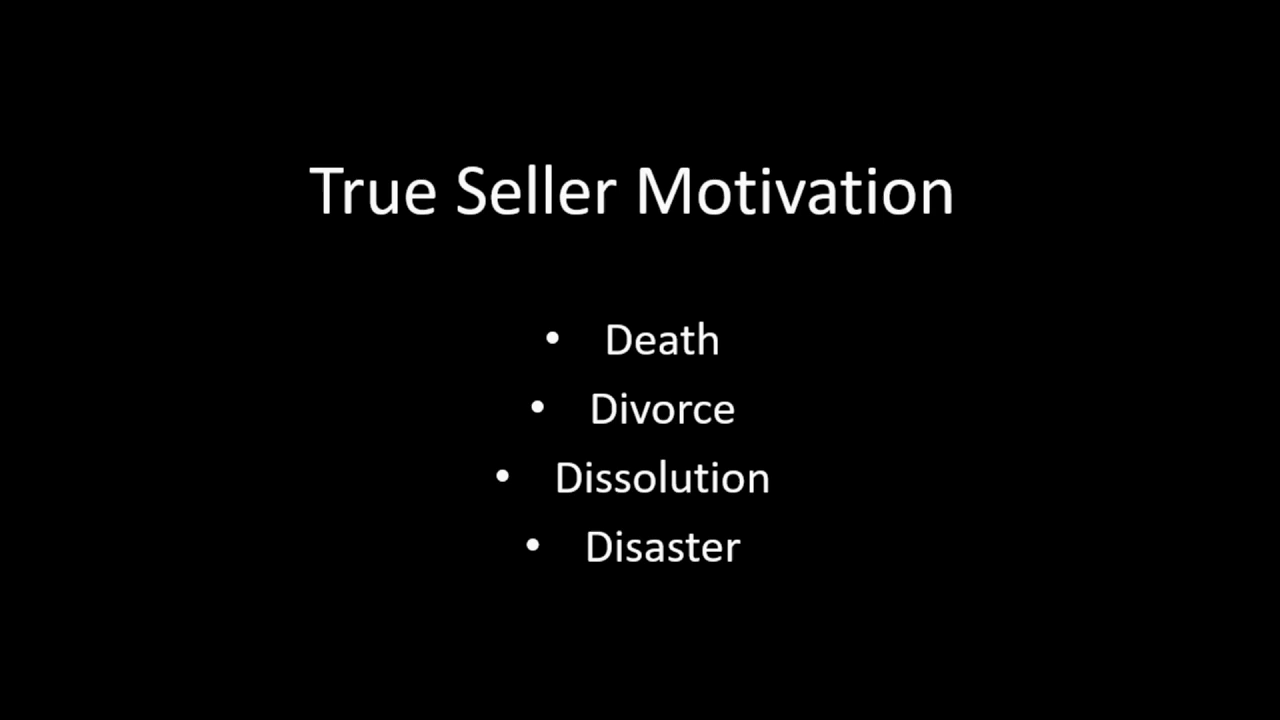 True Seller Motivation
• Death
• Divorce
• Dissolution
• Disaster